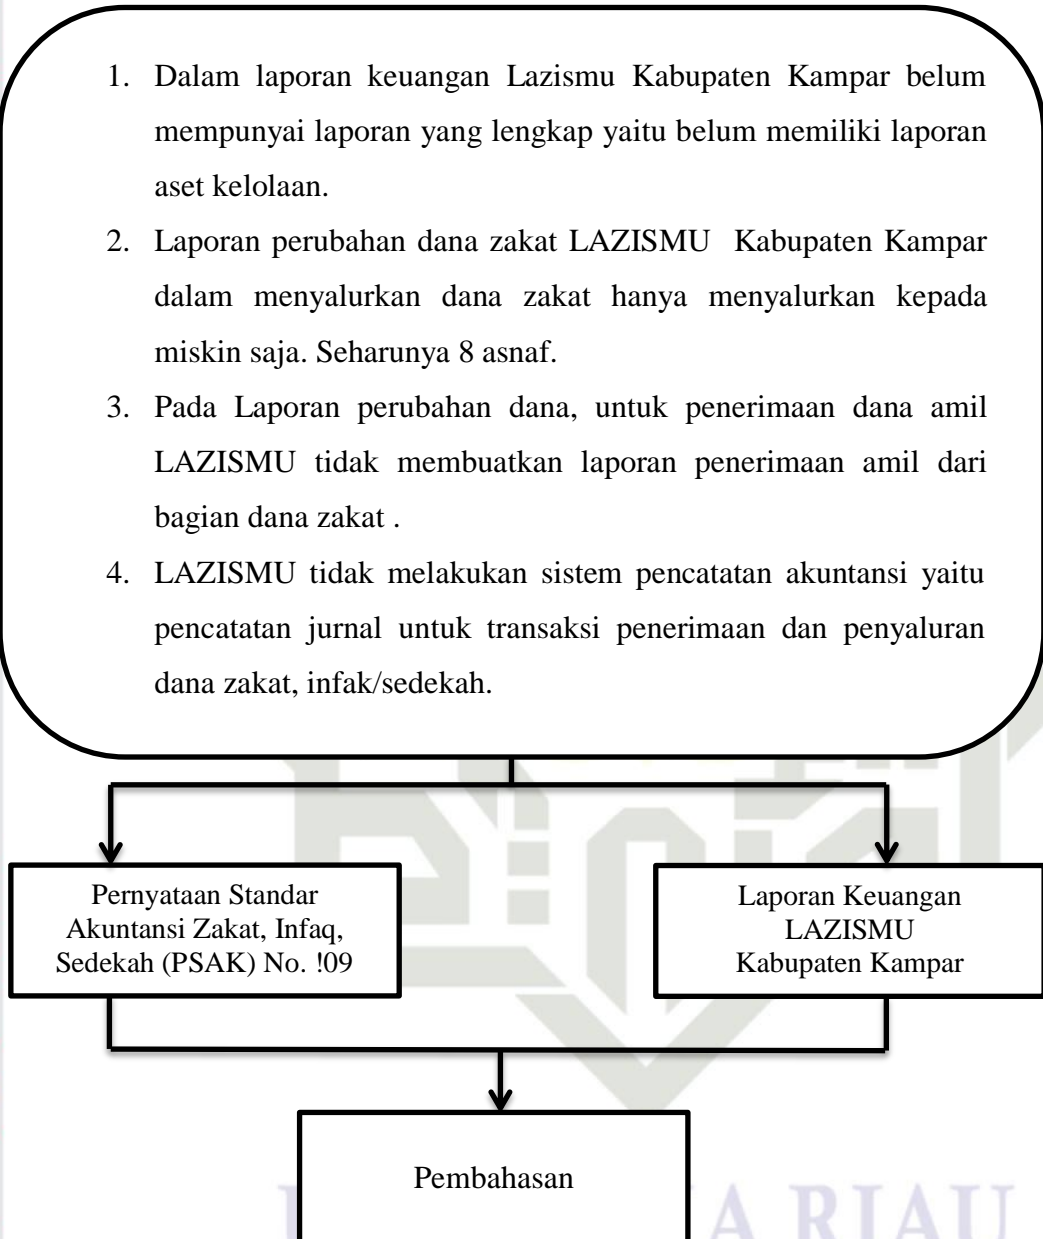 1. Dalam laporan keuangan Lazismu Kabupaten Kampar belum
mempunyai laporan yang lengkap yaitu belum memiliki laporan
aset kelolaan.
2. Laporan perubahan dana zakat LAZISMU Kabupaten Kampar
dalam menyalurkan dana zakat hanya menyalurkan kepada
miskin saja. Seharunya 8 asnaf.
3. Pada Laporan perubahan dana, untuk penerimaan dana amil
LAZISMU tidak membuatkan laporan penerimaan amil dari
bagian dana zakat .
4. LAZISMU tidak melakukan sistem pencatatan akuntansi yaitu
pencatatan jurnal untuk transaksi penerimaan dan penyaluran
dana zakat, infak/sedekah.
Pernyataan Standar
Akuntansi Zakat, Infaq,
Sedekah (PSAK) No. !09
Laporan Keuangan
LAZISMU
Kabupaten Kampar
Pembahasan
RIAU